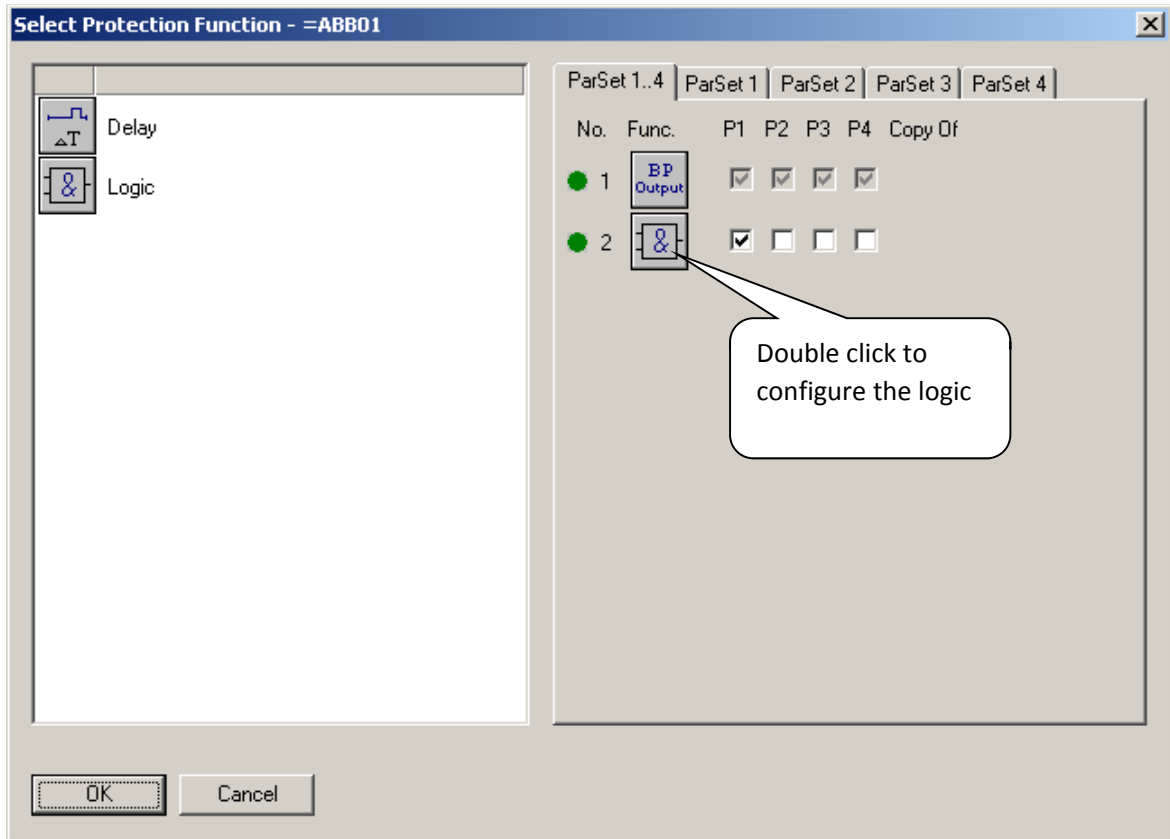 Select Protection Function - =ABB01
ΔT Delay
& Logic
ParSet 1..4 ParSet 1 ParSet 2 ParSet 3 ParSet 4
No. Func. P1 P2 P3 P4 Copy Of
1 BP
Output
2 &
Double click to
configure the logic
OK Cancel